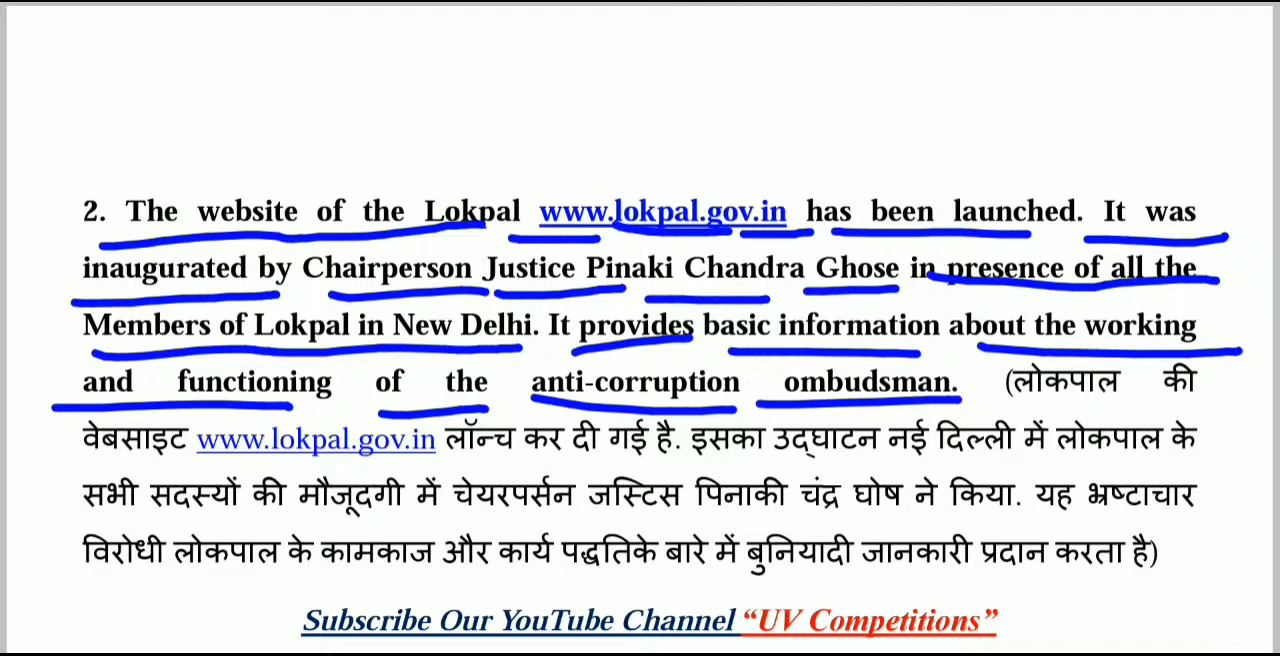 2. The website of the Lokpal www.lokpal.gov.in has been launched. It was
inaugurated by Chairperson Justice Pinaki Chandra Ghose in presence of all the
Members of Lokpal in New Delhi. It provides basic information about the working
and functioning of the anti-corruption ombudsman. (लोकपाल की
वेबसाइट www.lokpal.gov.in लॉन्च कर दी गई है. इसका उद्घाटन नई दिल्ली में लोकपाल के
सभी सदस्यों की मौजूदगी में चेयरपर्सन जस्टिस पिनाकी चंद्र घोष ने किया. यह भ्रष्टाचार
विरोधी लोकपाल के कामकाज और कार्य पद्धतिके बारे में बुनियादी जानकारी प्रदान करता है)
Subscribe Our YouTube Channel “UV Competitions”